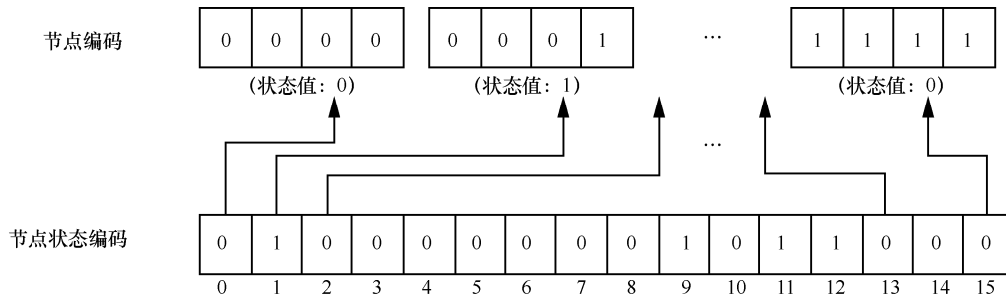 节点编码 0 0 0 0 0 0 0 1 ... 1 1 1 1
(状态值：0) (状态值：1) (状态值：0)
...
节点状态编码 0 1 0 0 0 0 0 0 0 1 0 1 1 0 0 0
0 1 2 3 4 5 6 7 8 9 10 11 12 13 14 15